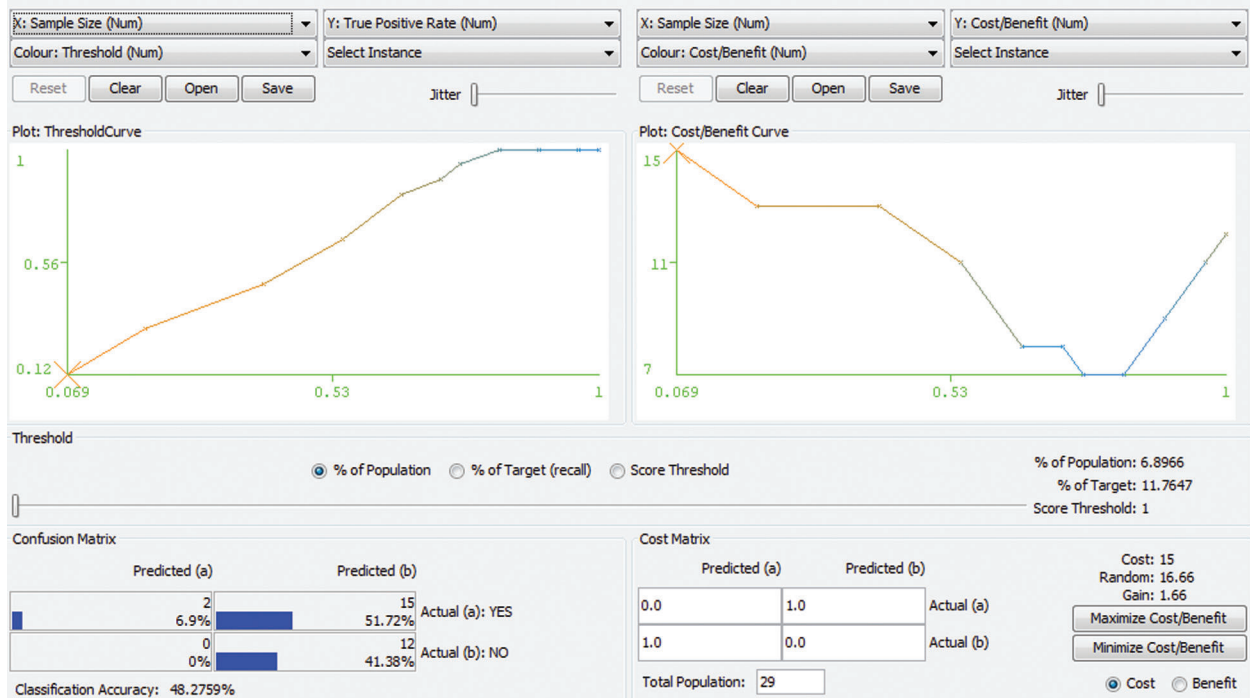 X: Sample Size (Num)
Y: True Positive Rate (Num)
Colour: Threshold (Num)
Select Instance
Reset
Clear
Open
Save
Jitter
Plot: ThresholdCurve
1
0.56
0.12
0.069
0.53
1
X: Sample Size (Num)
Y: Cost/Benefit (Num)
Colour: Cost/Benefit (Num)
Select Instance
Reset
Clear
Open
Save
Jitter
Plot: Cost/Benefit Curve
15
11
7
0.069
0.53
1
Threshold
% of Population
% of Target (recall)
Score Threshold
% of Population: 6.8966
% of Target: 11.7647
Score Threshold: 1
Confusion Matrix
Predicted (a)
Predicted (b)
2
6.9%
15
51.72%
Actual (a): YES
0
0%
12
41.38%
Actual (b): NO
Classification Accuracy: 48.2759%
Cost Matrix
Predicted (a)
Predicted (b)
0.0
1.0
Actual (a)
1.0
0.0
Actual (b)
Total Population: 29
Cost: 15
Random: 16.66
Gain: 1.66
Maximize Cost/Benefit
Minimize Cost/Benefit
Cost
Benefit